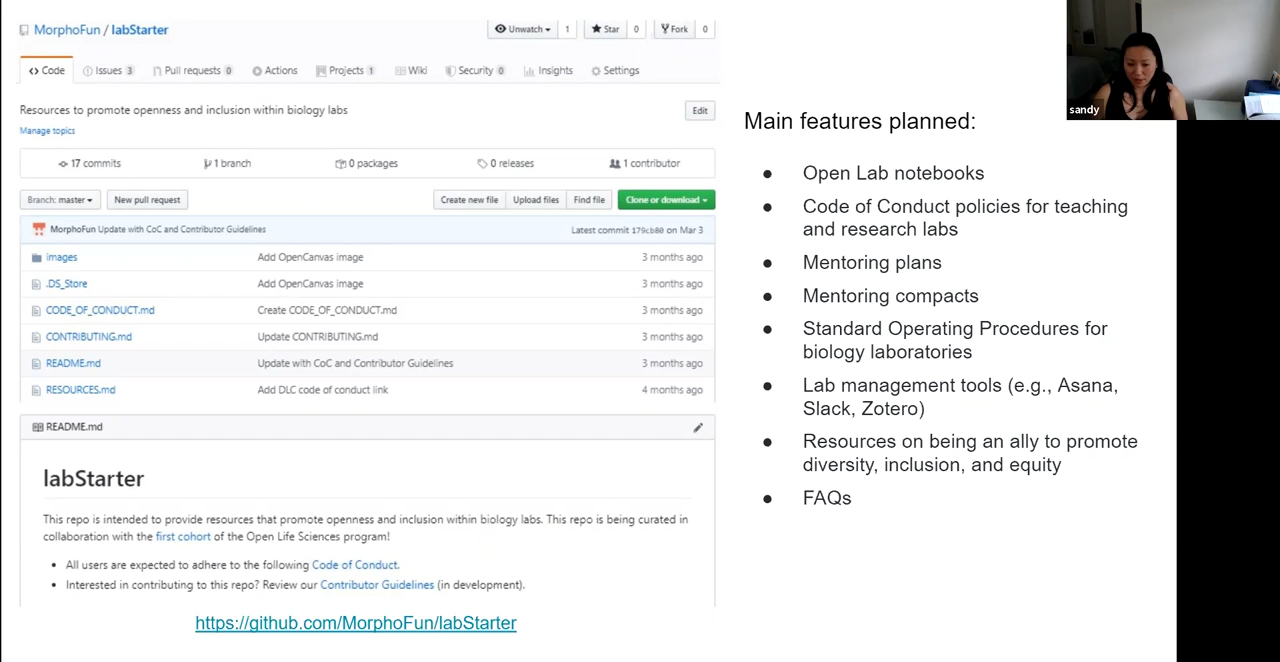 MorphoFun / labStarter
Unwatch 1 Star 0 Fork 0
Code Issues 3 Pull requests 0 Actions Projects 1 Wiki Security 0 Insights Settings
Resources to promote openness and inclusion within biology labs Edit
Manage topics
17 commits 1 branch 0 packages 0 releases 1 contributor
Branch: master New pull request Create new file Upload files Find file Clone or download
MorphoFun Update with CoC and Contributor Guidelines Latest commit 179cb80 on Mar 3
images Add OpenCanvas image 3 months ago
.DS_Store Add OpenCanvas image 3 months ago
CODE_OF_CONDUCT.md Create CODE_OF_CONDUCT.md 3 months ago
CONTRIBUTING.md Update CONTRIBUTING.md 3 months ago
README.md Update with CoC and Contributor Guidelines 3 months ago
RESOURCES.md Add DLC code of conduct link 4 months ago
README.md
labStarter
This repo is intended to provide resources that promote openness and inclusion within biology labs. This repo is being curated in
collaboration with the first cohort of the Open Life Sciences program!
• All users are expected to adhere to the following Code of Conduct.
• Interested in contributing to this repo? Review our Contributor Guidelines (in development).
https://github.com/MorphoFun/labStarter
Main features planned:
● Open Lab notebooks
● Code of Conduct policies for teaching
and research labs
● Mentoring plans
● Mentoring compacts
● Standard Operating Procedures for
biology laboratories
● Lab management tools (e.g., Asana,
Slack, Zotero)
● Resources on being an ally to promote
diversity, inclusion, and equity
● FAQs
sandy